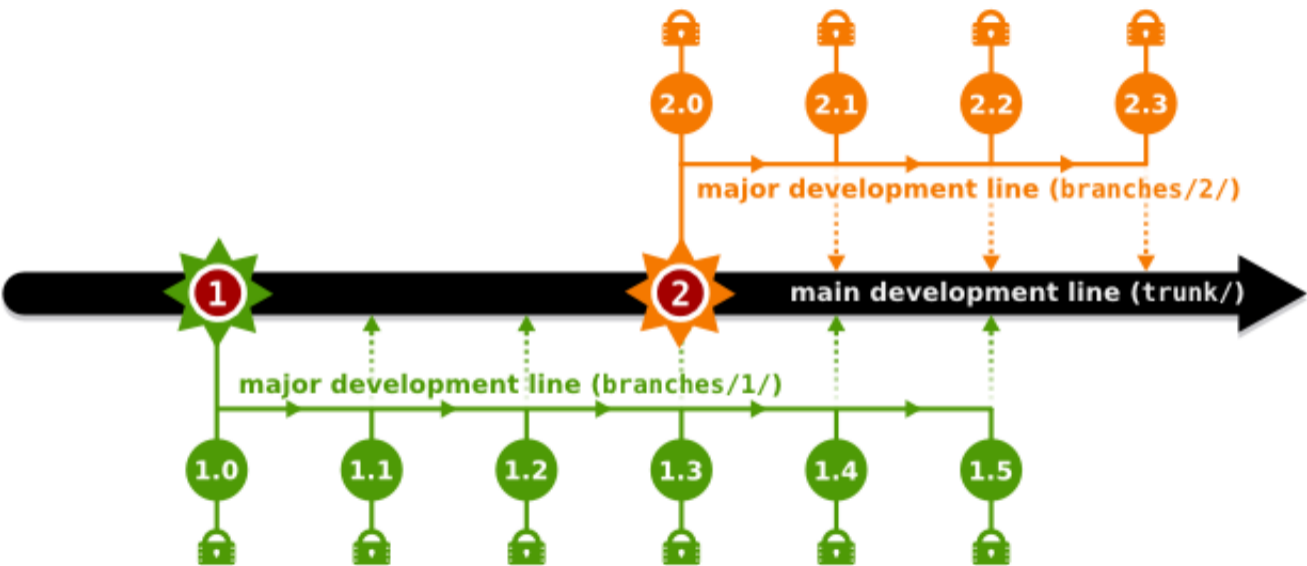 2.0 2.1 2.2 2.3
major development line (branches/2/)
1 2 main development line (trunk/)
major development line (branches/1/)
1.0 1.1 1.2 1.3 1.4 1.5